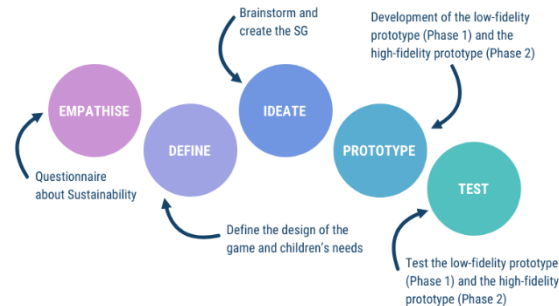 Brainstorm and
create the SG
Development of the low-fidelity
prototype (Phase 1) and the
high-fidelity prototype (Phase 2)
EMPATHISE
IDEATE
DEFINE
PROTOTYPE
TEST
Questionnaire
about Sustainability
Define the design of the
game and children's needs
Test the low-fidelity prototype
(Phase 1) and the high-fidelity
prototype (Phase 2)